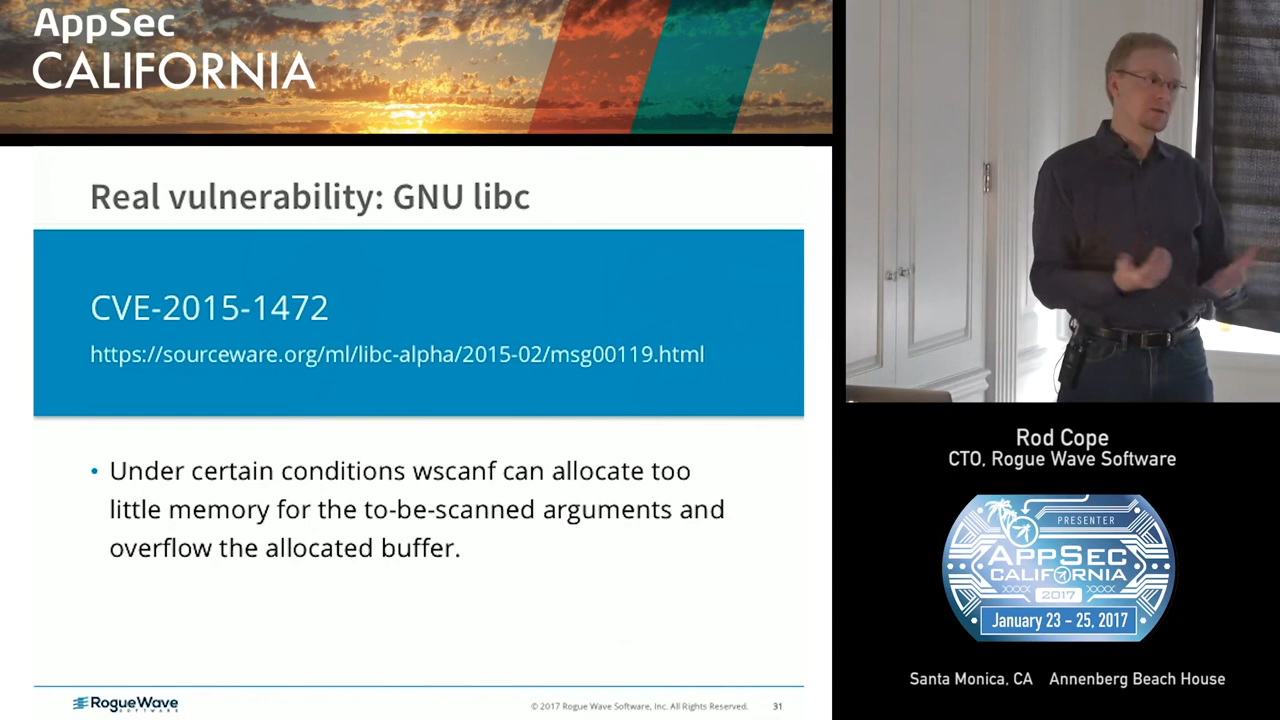 AppSec
CALIFORNIA
Real vulnerability: GNU libc
CVE-2015-1472
https://sourceware.org/ml/libc-alpha/2015-02/msg00119.html
• Under certain conditions wscanf can allocate too
little memory for the to-be-scanned arguments and
overflow the allocated buffer.
RogueWave
SOFTWARE
© 2017 Rogue Wave Software, Inc. All Rights Reserved.
31
Rod Cope
CTO, Rogue Wave Software
PRESENTER
APPSEC
CALIFORNIA
2017
January 23 – 25, 2017
Santa Monica, CA Annenberg Beach House